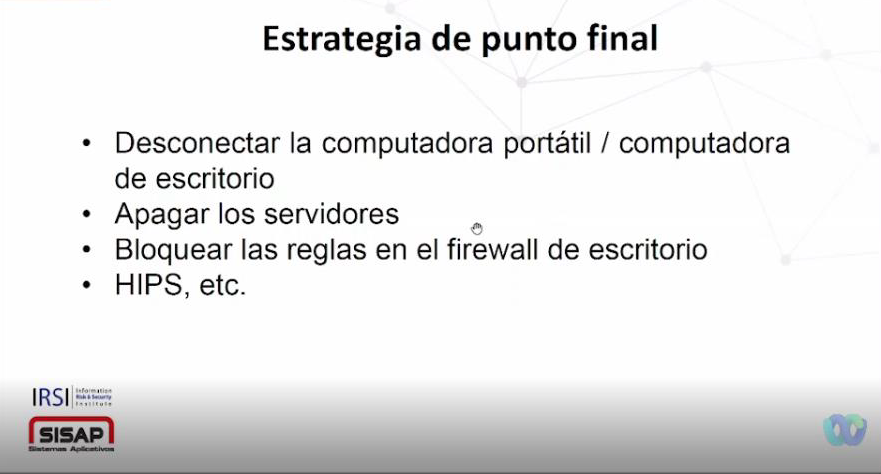 Estrategia de punto final
• Desconectar la computadora portátil / computadora
de escritorio
• Apagar los servidores
• Bloquear las reglas en el firewall de escritorio
• HIPS, etc.
IRSI
Information
Risk & Security
Institute
SISAP
Sistemas Aplicativos